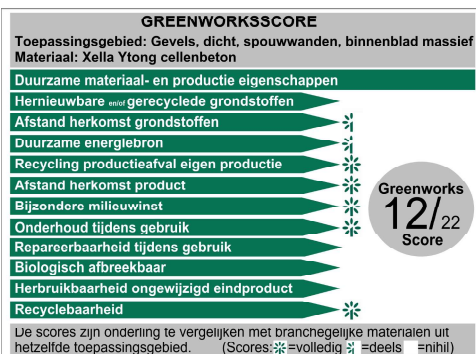 GREENWORKSSCORE
Toepassingsgebied: Gevels, dicht, spouwwanden, binnenblad massief
Materiaal: Xella Ytong cellenbeton
Duurzame materiaal- en productie eigenschappen
Hernieuwbare en/of gerecyclede grondstoffen
Afstand herkomst grondstoffen
Duurzame energiebron
Recycling productieafval eigen productie
Afstand herkomst product
Bijzondere milieuwinst
Onderhoud tijdens gebruik
Repareerbaarheid tijdens gebruik
Biologisch afbreekbaar
Herbruikbaarheid ongewijzigd eindproduct
Recyclebaarheid
Greenworks
12/22
Score
De scores zijn onderling te vergelijken met branchegelijke materialen uit
hetzelfde toepassingsgebied. (Scores: =volledig =deels =nihil)